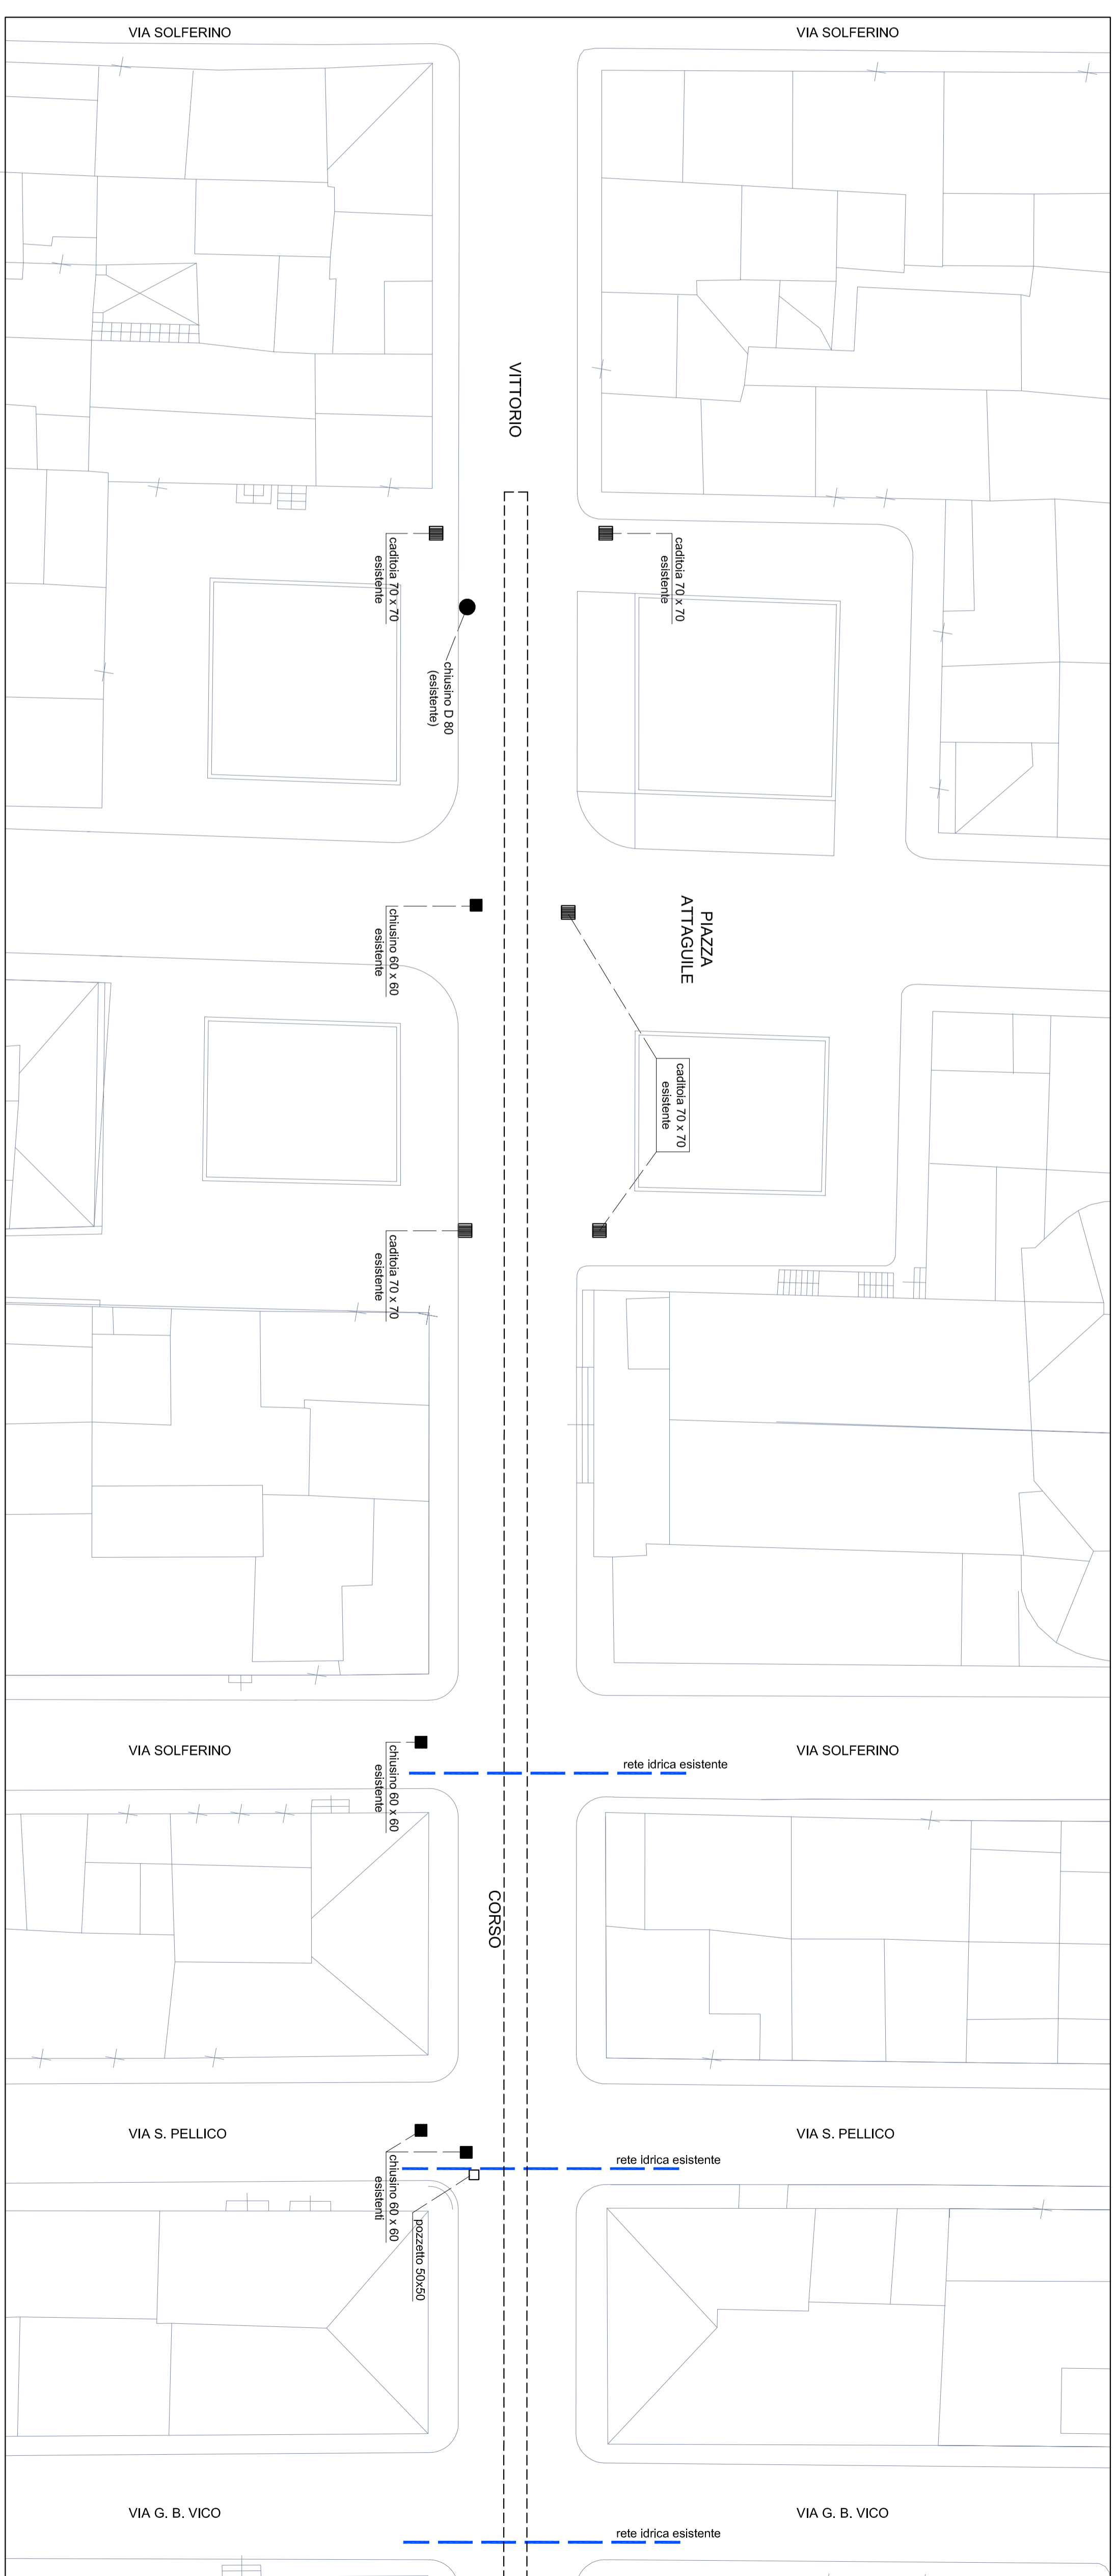 VIA SOLFERINO
VIA SOLFERINO
VITTORIO
caditoia 70 x 70
esistente
caditoia 70 x 70
esistente
chiusino D 80
(esistente)
PIAZZA
ATTAGUILE
chiusino 60 x 60
esistente
caditoia 70 x 70
esistente
caditoia 70 x 70
esistente
VIA SOLFERINO
VIA SOLFERINO
chiusino 60 x 60
esistente
rete idrica esistente
CORSO
VIA S. PELLICO
VIA S. PELLICO
chiusino 60 x 60
esistenti
rete idrica esistente
pozzetto 50x50
VIA G. B. VICO
VIA G. B. VICO
rete idrica esistente